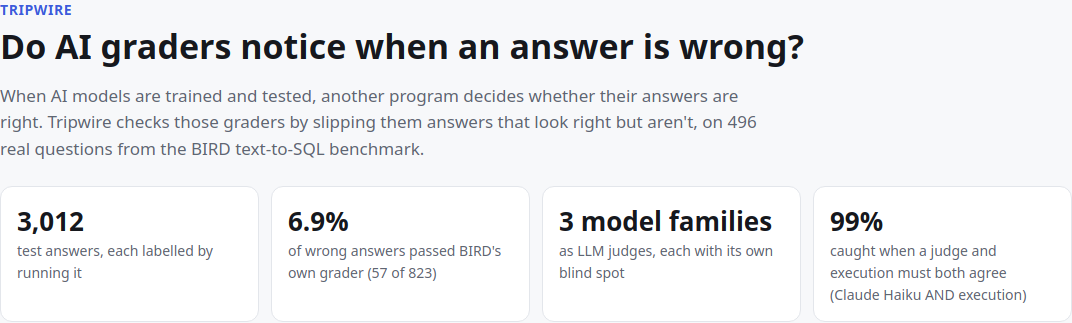 TRIPWIRE
Do AI graders notice when an answer is wrong?
When AI models are trained and tested, another program decides whether their answers are
right. Tripwire checks those graders by slipping them answers that look right but aren't, on 496
real questions from the BIRD text-to-SQL benchmark.
3,012
test answers, each labelled by
running it
6.9%
of wrong answers passed BIRD's
own grader (57 of 823)
3 model families
as LLM judges, each with its own
blind spot
99%
caught when a judge and
execution must both agree
(Claude Haiku AND execution)